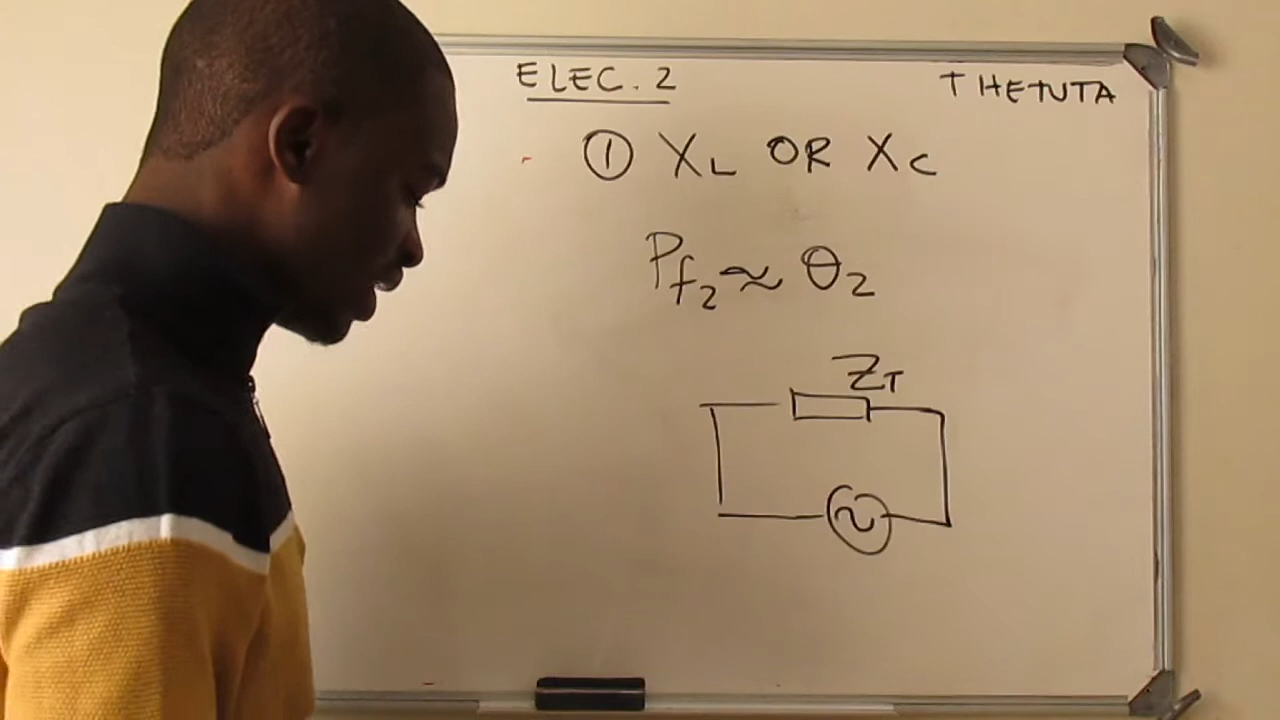 ELEC. 2
THETUTA
① XL OR XC
Pf2 ≈ θ2
ZT
~